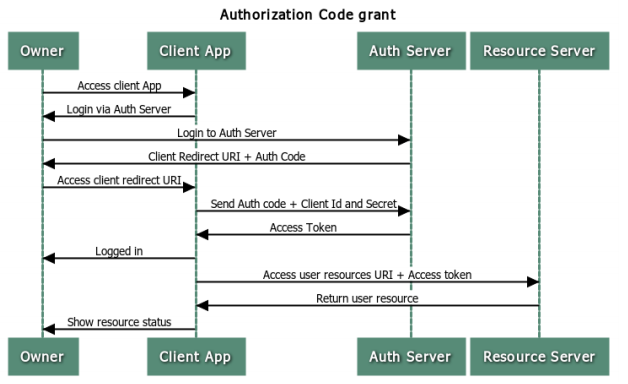 Authorization Code grant
Owner Client App Auth Server Resource Server
Access client App
Login via Auth Server
Login to Auth Server
Client Redirect URI + Auth Code
Access client redirect URI
Send Auth code + Client Id and Secret
Access Token
Logged in
Access user resources URI + Access token
Return user resource
Show resource status
Owner Client App Auth Server Resource Server